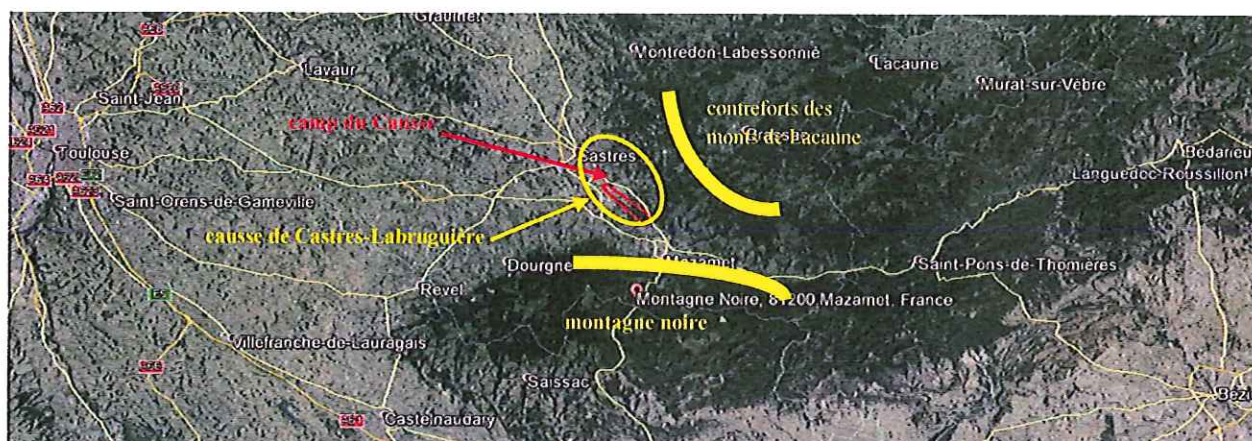 Graulhet
Montredon-Labessonnié
Lacaune
Lavaur
Murat-sur-Vèbre
Saint-Jean
contreforts des
monts de Lacaune
camp du Causse
Brassac
Toulouse
Castres
Bédarieux
Languedoc-Roussillon
Saint-Orens-de-Gameville
causse de Castres-Labruguière
Dourgne
Mazamet
Saint-Pons-de-Thomières
Revel
Montagne Noire, 81200 Mazamet, France
montagne noire
Villefranche-de-Lauragais
Saissac
Castelnaudary
Bézi